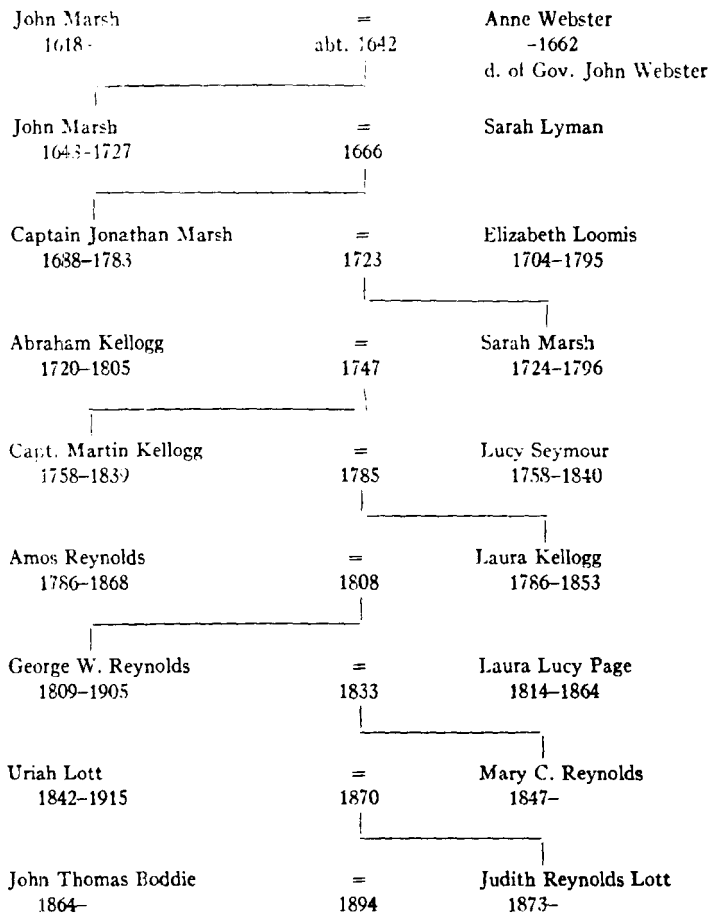 John Marsh = Anne Webster
1618- abt. 1642 -1662
d. of Gov. John Webster
John Marsh = Sarah Lyman
1643-1727 1666
Captain Jonathan Marsh = Elizabeth Loomis
1688-1783 1723 1704-1795
Abraham Kellogg = Sarah Marsh
1720-1805 1747 1724-1796
Capt. Martin Kellogg = Lucy Seymour
1758-1839 1785 1758-1840
Amos Reynolds = Laura Kellogg
1786-1868 1808 1786-1853
George W. Reynolds = Laura Lucy Page
1809-1905 1833 1814-1864
Uriah Lott = Mary C. Reynolds
1842-1915 1870 1847-
John Thomas Boddie = Judith Reynolds Lott
1864- 1894 1873-